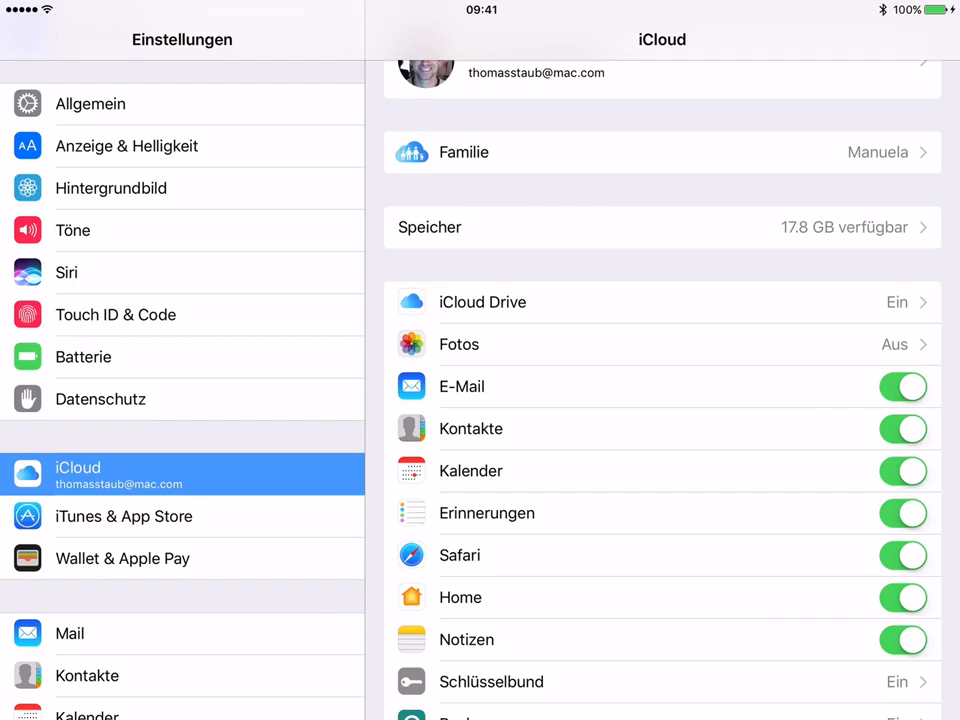 09:41
100%
Einstellungen
Allgemein
AA Anzeige & Helligkeit
Hintergrundbild
Töne
Siri
Touch ID & Code
Batterie
Datenschutz
iCloud
thomasstaub@mac.com
iTunes & App Store
Wallet & Apple Pay
Mail
Kontakte
Kalender
iCloud
thomasstaub@mac.com
Familie Manuela
Speicher 17.8 GB verfügbar
iCloud Drive Ein
Fotos Aus
E-Mail
Kontakte
Kalender
Erinnerungen
Safari
Home
Notizen
Schlüsselbund Ein